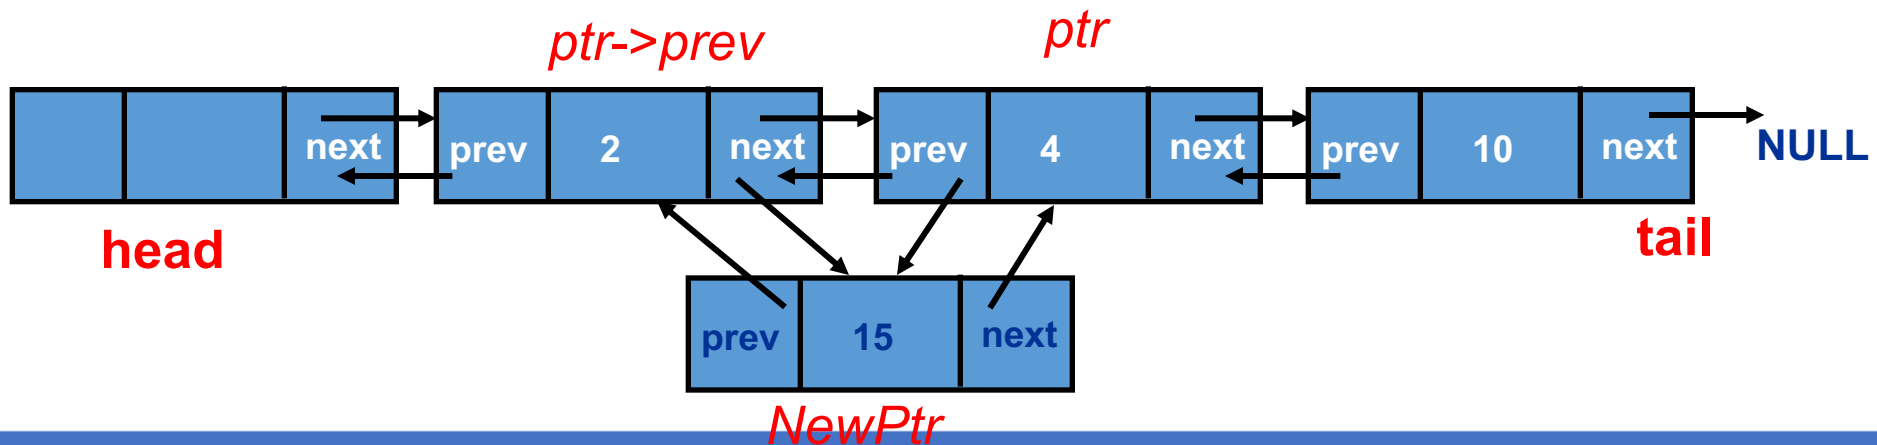 ptr->prev ptr
next prev 2 next prev 4 next prev 10 next NULL
head tail
prev 15 next
NewPtr